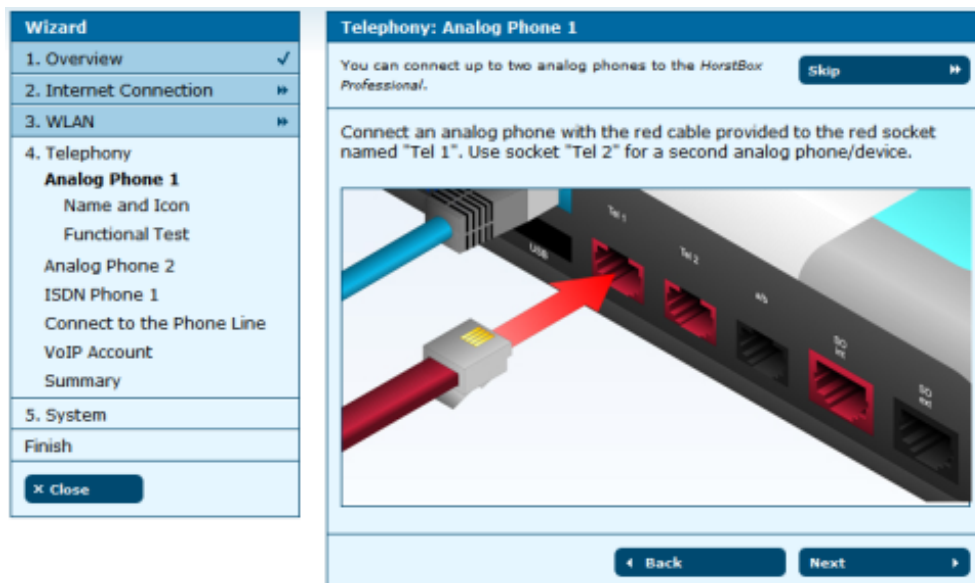 Wizard
1. Overview
2. Internet Connection
3. WLAN
4. Telephony
Analog Phone 1
Name and Icon
Functional Test
Analog Phone 2
ISDN Phone 1
Connect to the Phone Line
VoIP Account
Summary
5. System
Finish
× Close
Telephony: Analog Phone 1
You can connect up to two analog phones to the HorstBox
Professional.
Skip
Connect an analog phone with the red cable provided to the red socket
named "Tel 1". Use socket "Tel 2" for a second analog phone/device.
USB
Tel 1
Tel 2
a/b
SO
int
SO
ext
Back
Next